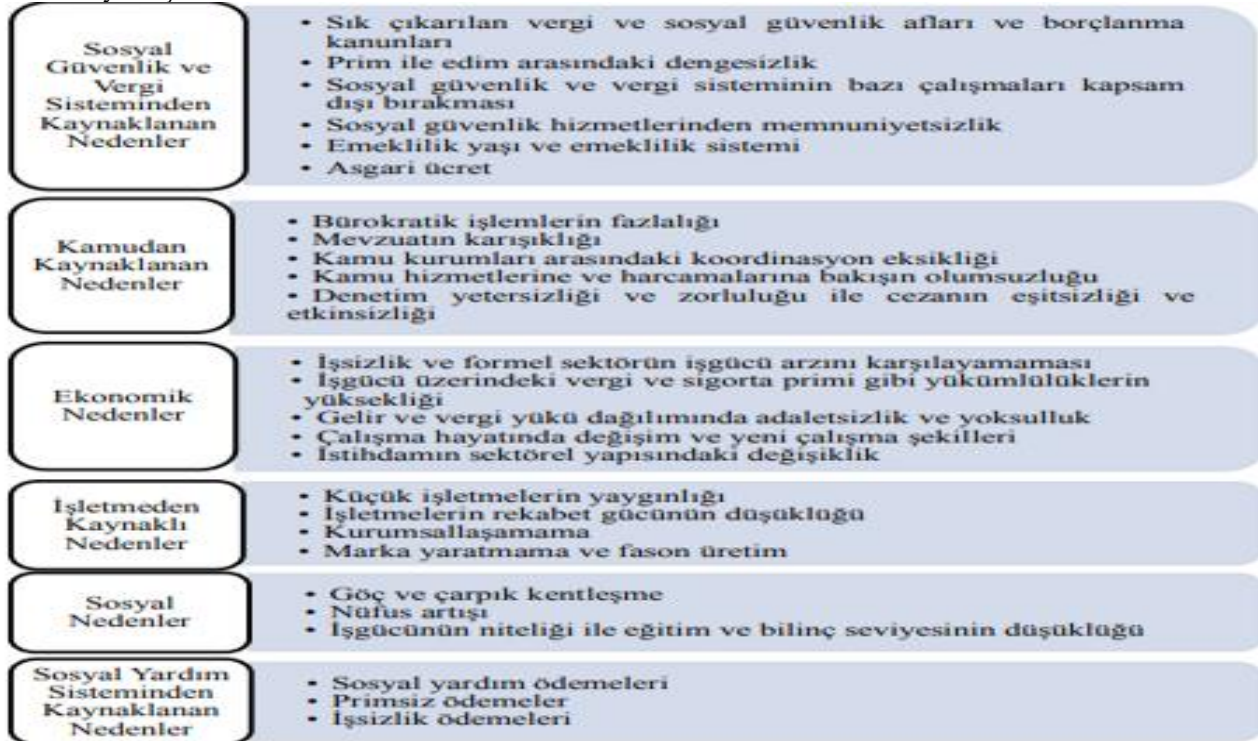 Sosyal
Güvenlik ve
Vergi
Sisteminden
Kaynaklanan
Nedenler
• Sık çıkarılan vergi ve sosyal güvenlik afları ve borçlanma
kanunları
• Prim ile edim arasındaki dengesizlik
• Sosyal güvenlik ve vergi sisteminin bazı çalışmaları kapsam
dışı bırakması
• Sosyal güvenlik hizmetlerinden memnuniyetsizlik
• Emeklilik yaşı ve emeklilik sistemi
• Asgari ücret
Kamudan
Kaynaklanan
Nedenler
• Bürokratik işlemlerin fazlalığı
• Mevzuatın karışıklığı
• Kamu kurumları arasındaki koordinasyon eksikliği
• Kamu hizmetlerine ve harcamalarına bakışın olumsuzluğu
• Denetim yetersizliği ve zorluluğu ile cezanın eşitsizliği ve
etkinsizliği
Ekonomik
Nedenler
• İşsizlik ve formel sektörün işgücü arzını karşılayamaması
• İşgücü üzerindeki vergi ve sigorta primi gibi yükümlülüklerin
yüksekliği
• Gelir ve vergi yükü dağılımında adaletsizlik ve yoksulluk
• Çalışma hayatında değişim ve yeni çalışma şekilleri
• İstihdamın sektörel yapısındaki değişiklik
İşletmeden
Kaynaklı
Nedenler
• Küçük işletmelerin yaygınlığı
• İşletmelerin rekabet gücünün düşüklüğü
• Kurumsallaşamama
• Marka yaratmama ve fason üretim
Sosyal
Nedenler
• Göç ve çarpık kentleşme
• Nüfus artışı
• İşgücünün niteliği ile eğitim ve bilinç seviyesinin düşüklüğü
Sosyal Yardım
Sisteminden
Kaynaklanan
Nedenler
• Sosyal yardım ödemeleri
• Primsiz ödemeler
• İşsizlik ödemeleri